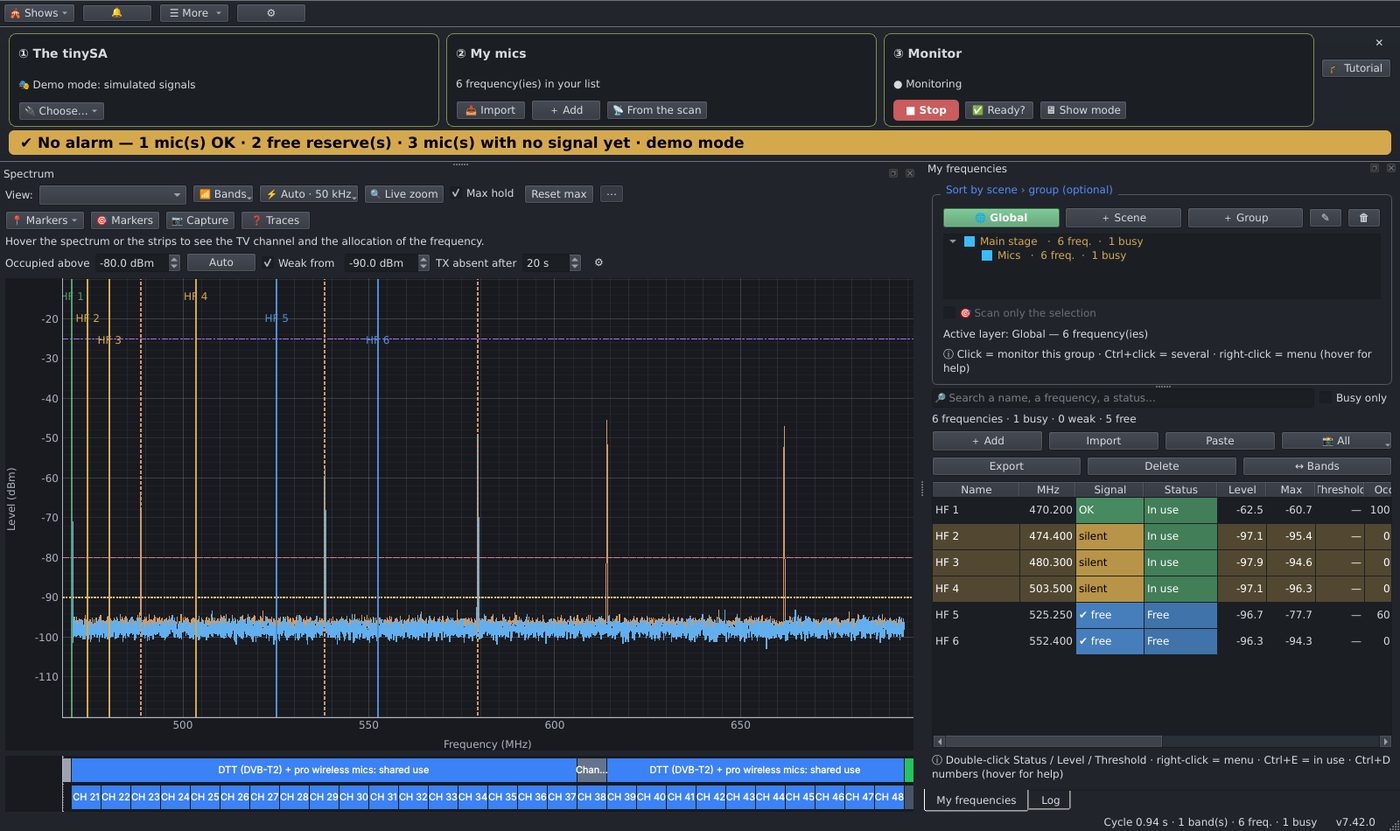 Shows
More
① The tinySA
Demo mode: simulated signals
Choose...
② My mics
6 frequency(ies) in your list
Import
+ Add
From the scan
③ Monitor
Monitoring
Stop
Ready?
Show mode
Tutorial
✔ No alarm — 1 mic(s) OK · 2 free reserve(s) · 3 mic(s) with no signal yet · demo mode
Spectrum
View:
Bands
Auto · 50 kHz
Live zoom
Max hold
Reset max
...
Markers
Markers
Capture
Traces
Hover the spectrum or the strips to see the TV channel and the allocation of the frequency.
Occupied above -80.0 dBm
Auto
Weak from -90.0 dBm
TX absent after 20 s
HF 1
HF 2
HF 3
HF 4
HF 5
HF 6
Level (dBm)
-20
-30
-40
-50
-60
-70
-80
-90
-100
-110
500
550
600
650
Frequency (MHz)
DTT (DVB-T2) + pro wireless mics: shared use
Chan...
DTT (DVB-T2) + pro wireless mics: shared use
CH 21 CH 22 CH 23 CH 24 CH 25 CH 26 CH 27 CH 28 CH 29 CH 30 CH 31 CH 32 CH 33 CH 34 CH 35 CH 36 CH 37 CH 38 CH 39 CH 40 CH 41 CH 42 CH 43 CH 44 CH 45 CH 46 CH 47 CH 48
My frequencies
Sort by scene › group (optional)
Global
+ Scene
+ Group
Main stage · 6 freq. · 1 busy
Mics · 6 freq. · 1 busy
Scan only the selection
Active layer: Global — 6 frequency(ies)
ⓘ Click = monitor this group · Ctrl+click = several · right-click = menu (hover for
help)
Search a name, a frequency, a status...
Busy only
6 frequencies · 1 busy · 0 weak · 5 free
+ Add
Import
Paste
All
Export
Delete
↔ Bands
Name MHz Signal Status Level Max Threshold Occ
HF 1 470.200 OK In use -62.5 -60.7 — 100
HF 2 474.400 silent In use -97.1 -95.4 — 0
HF 3 480.300 silent In use -97.9 -94.6 — 0
HF 4 503.500 silent In use -97.1 -96.3 — 0
HF 5 525.250 ✔ free Free -96.7 -77.7 — 60
HF 6 552.400 ✔ free Free -96.3 -94.3 — 0
ⓘ Double-click Status / Level / Threshold · right-click = menu · Ctrl+E = in use · Ctrl+D
numbers (hover for help)
My frequencies
Log
Cycle 0.94 s · 1 band(s) · 6 freq. · 1 busy
v7.42.0